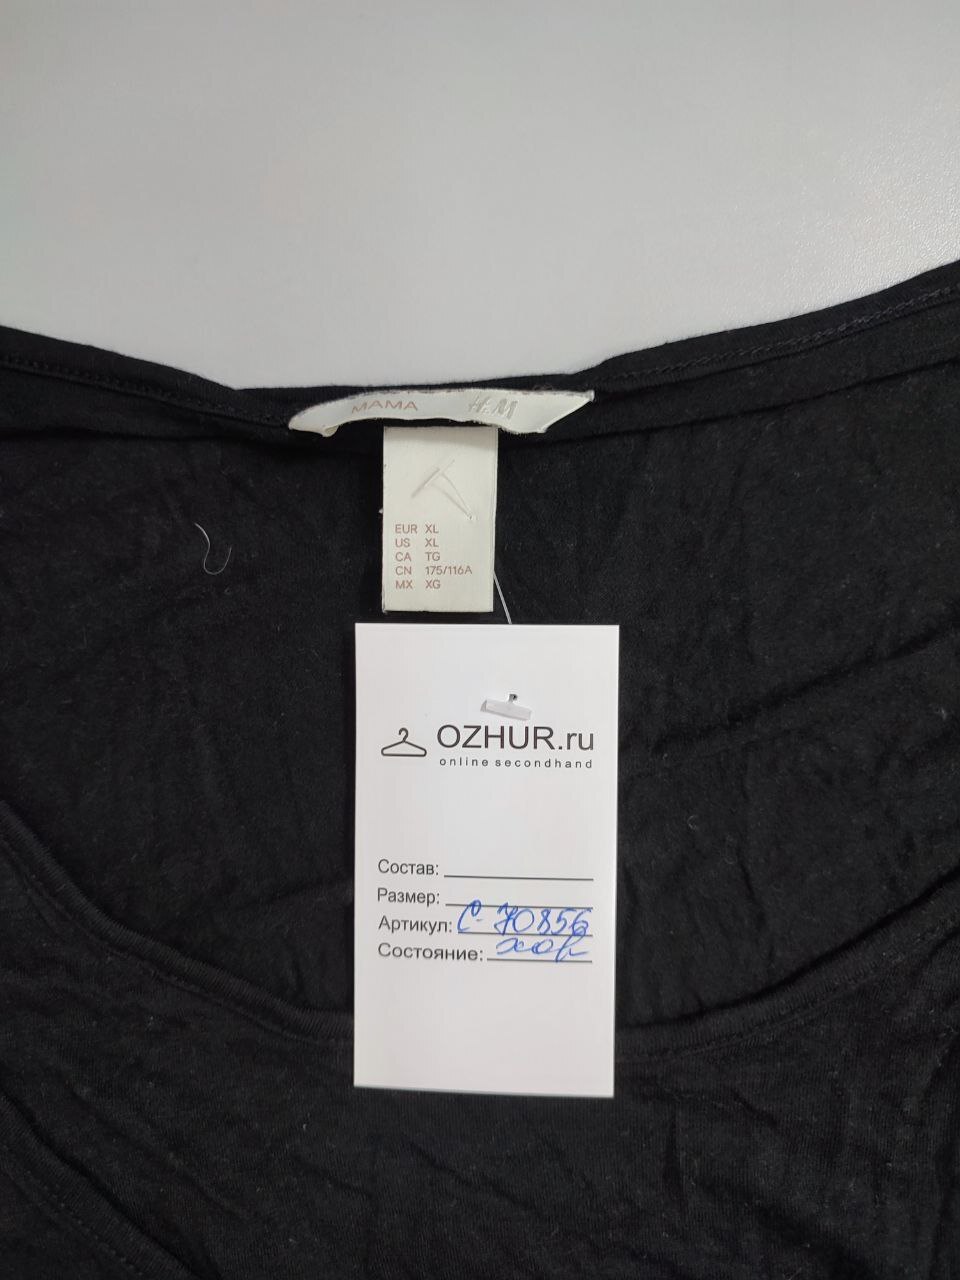 MAMA H&M
EUR XL
US XL
CA TG
CN 175/116A
MX XG
OZHUR.ru
online secondhand
Состав:
Размер:
Артикул: С-70856
Состояние: хор